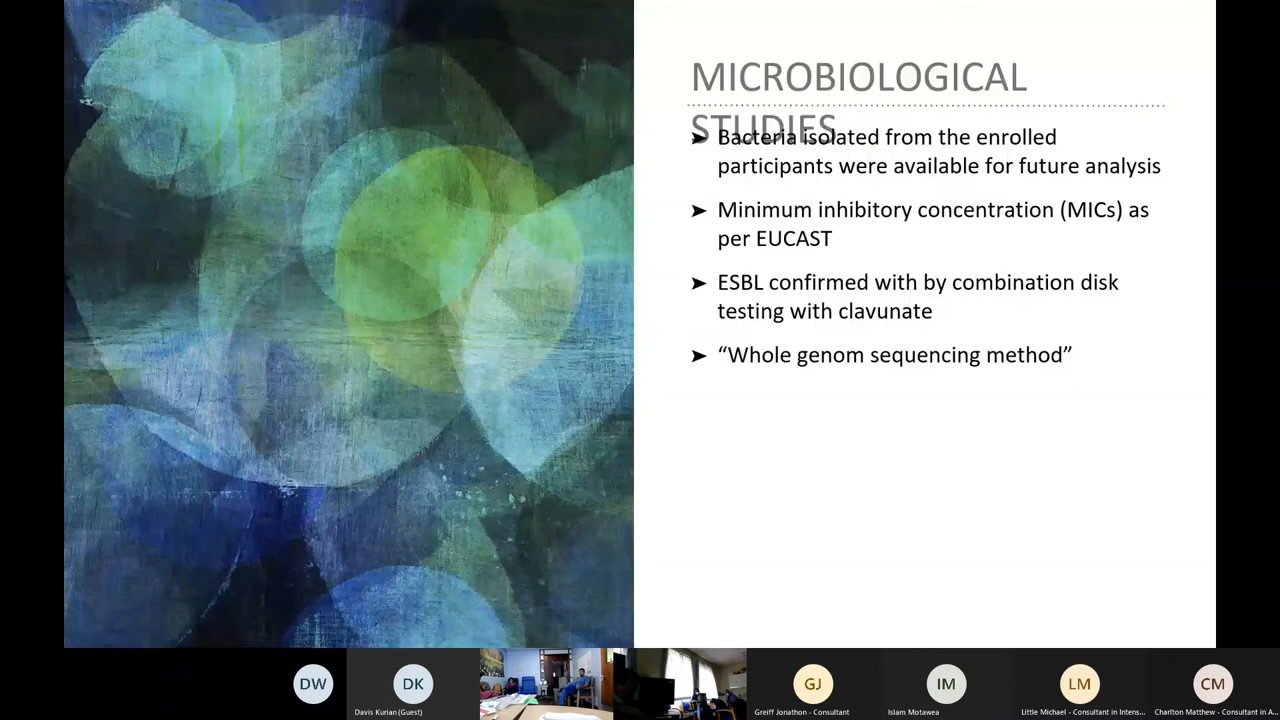 MICROBIOLOGICAL
STUDIES
➤ Bacteria isolated from the enrolled
participants were available for future analysis
➤ Minimum inhibitory concentration (MICs) as
per EUCAST
➤ ESBL confirmed with by combination disk
testing with clavunate
➤ “Whole genom sequencing method”
DW
DK
GJ
IM
LM
CM
Davis Kurian (Guest)
Greiff Jonathon - Consultant
Islam Motawea
Little Michael - Consultant in Intens...
Charlton Matthew - Consultant in A...